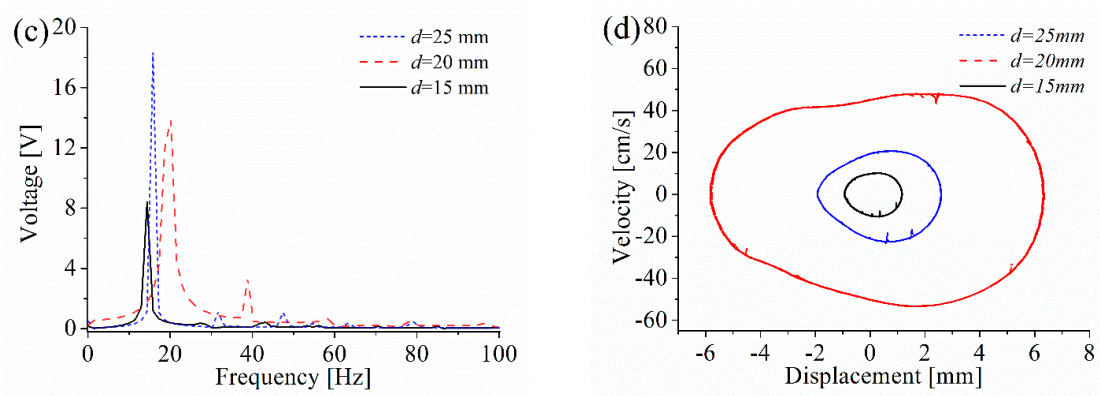 (c)
d=25 mm
d=20 mm
d=15 mm
Voltage [V]
20
16
12
8
4
0
0 20 40 60 80 100
Frequency [Hz]
(d)
d=25mm
d=20mm
d=15mm
Velocity [cm/s]
80
60
40
20
0
-20
-40
-60
-6 -4 -2 0 2 4 6 8
Displacement [mm]